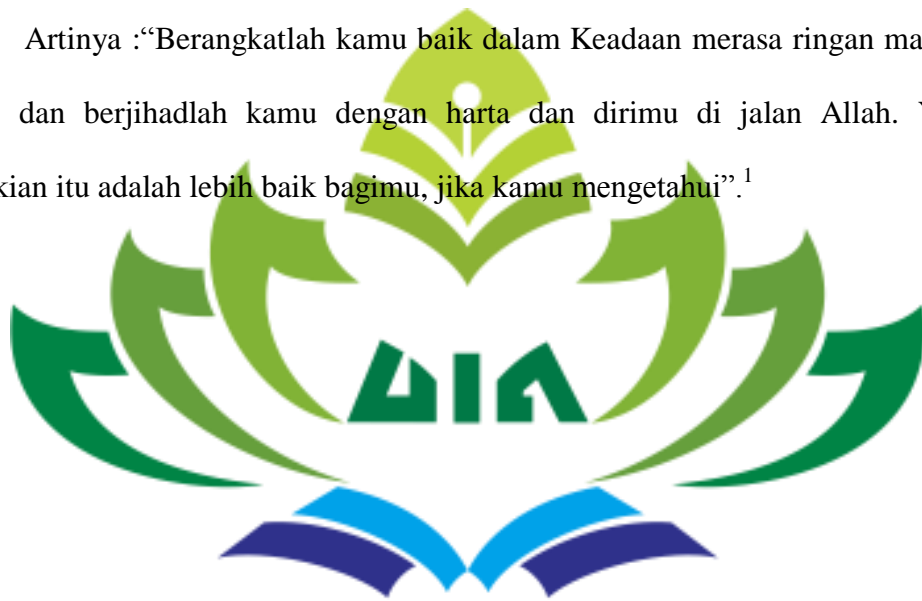 Artinya :“Berangkatlah kamu baik dalam Keadaan merasa ringan ma
dan berjihadlah kamu dengan harta dan dirimu di jalan Allah.
kian itu adalah lebih baik bagimu, jika kamu mengetahui”.1
UIN